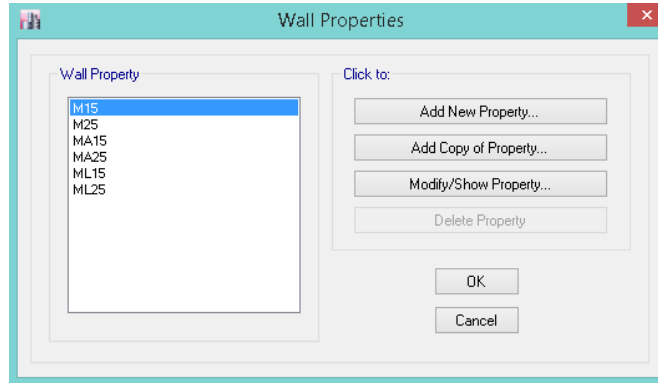 Wall Properties
Wall Property
M15
M25
MA15
MA25
ML15
ML25
Click to:
Add New Property...
Add Copy of Property...
Modify/Show Property...
Delete Property
OK
Cancel